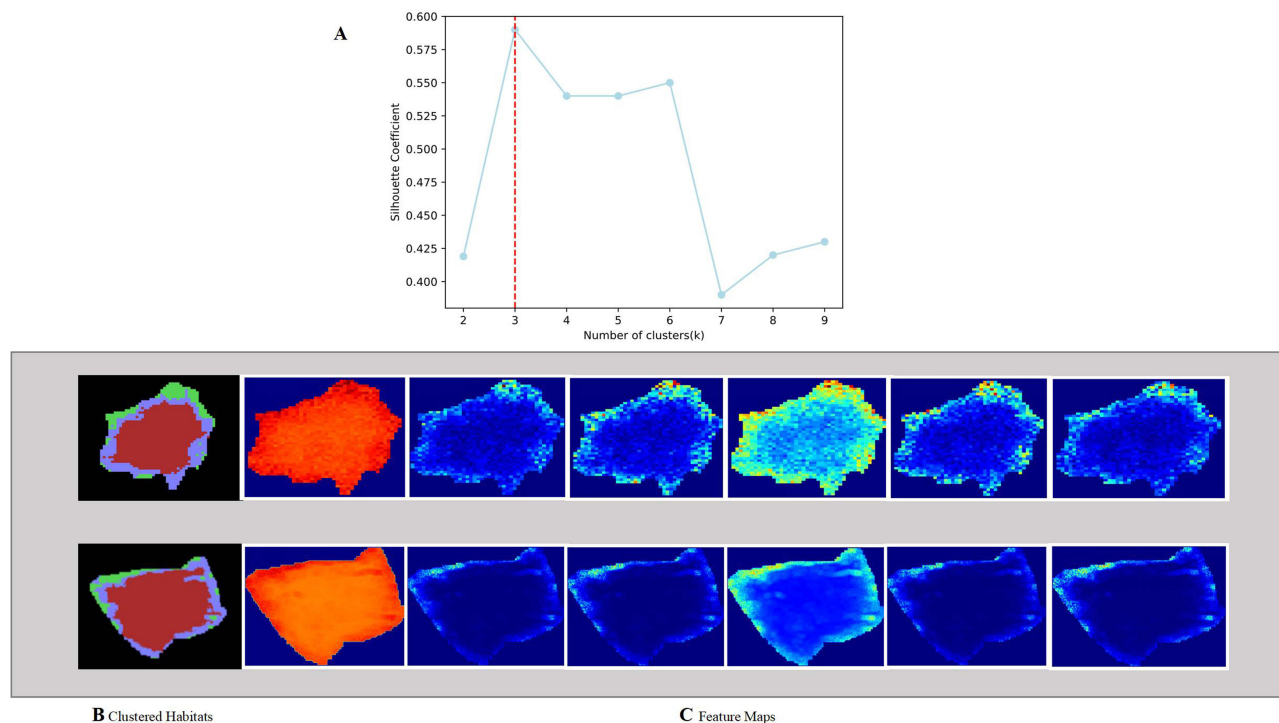 A
0.600
0.575
0.550
0.525
0.500
0.475
0.450
0.425
0.400
Silhouette Coefficient
2 3 4 5 6 7 8 9
Number of clusters(k)
B Clustered Habitats
C Feature Maps